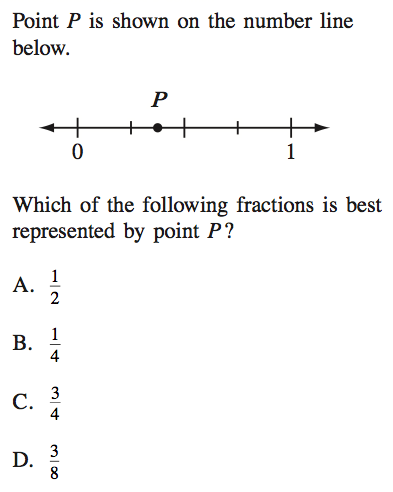 Point P is shown on the number line
below.
P
0 1
Which of the following fractions is best
represented by point P?
A. 1/2
B. 1/4
C. 3/4
D. 3/8